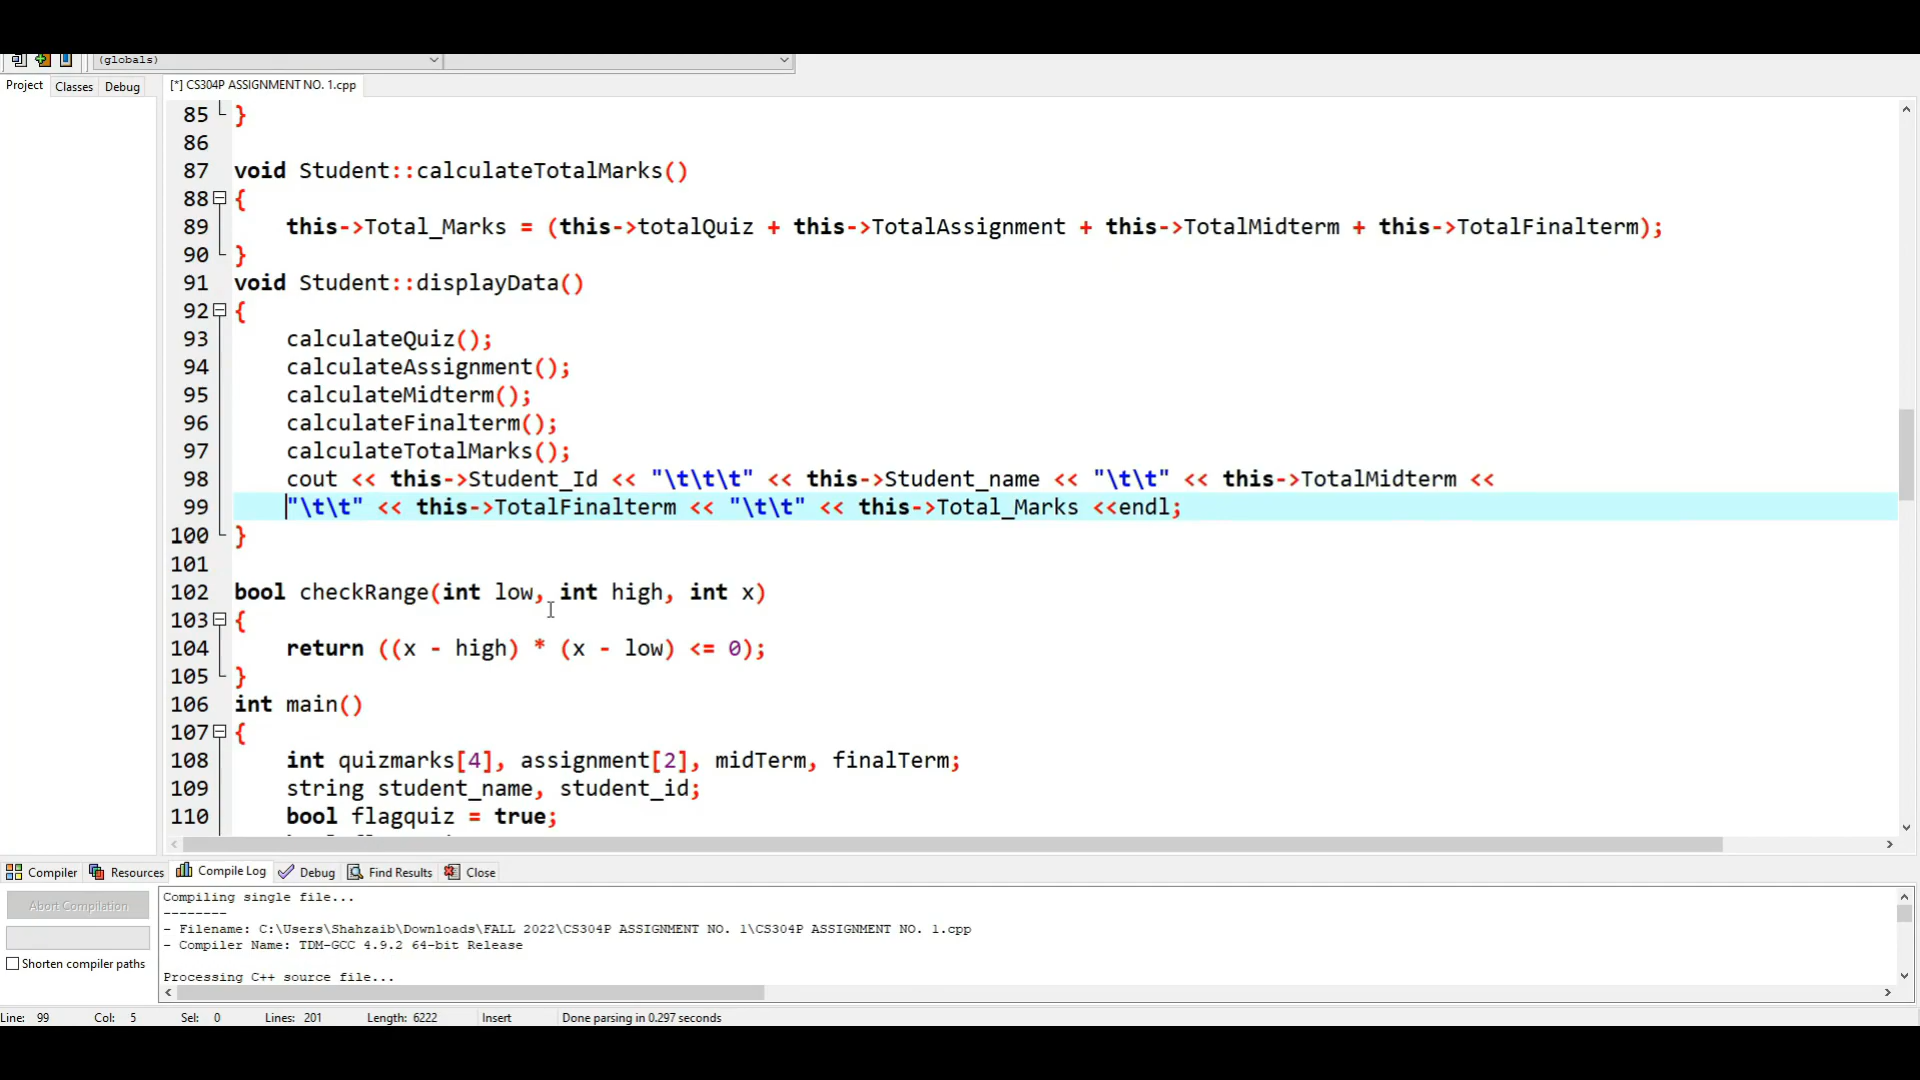 (globals)
Project Classes Debug
[*] CS304P ASSIGNMENT NO. 1.cpp
85 }
86
87 void Student::calculateTotalMarks()
88 {
89 this->Total_Marks = (this->totalQuiz + this->TotalAssignment + this->TotalMidterm + this->TotalFinalterm);
90 }
91 void Student::displayData()
92 {
93 calculateQuiz();
94 calculateAssignment();
95 calculateMidterm();
96 calculateFinalterm();
97 calculateTotalMarks();
98 cout << this->Student_Id << "\t\t\t" << this->Student_name << "\t\t" << this->TotalMidterm <<
99 "\t\t" << this->TotalFinalterm << "\t\t" << this->Total_Marks <<endl;
100 }
101
102 bool checkRange(int low, int high, int x)
103 {
104 return ((x - high) * (x - low) <= 0);
105 }
106 int main()
107 {
108 int quizmarks[4], assignment[2], midTerm, finalTerm;
109 string student_name, student_id;
110 bool flagquiz = true;
Compiler Resources Compile Log Debug Find Results Close
Abort Compilation
Shorten compiler paths
Compiling single file...
--------
- Filename: C:\Users\Shahzaib\Downloads\FALL 2022\CS304P ASSIGNMENT NO. 1\CS304P ASSIGNMENT NO. 1.cpp
- Compiler Name: TDM-GCC 4.9.2 64-bit Release
Processing C++ source file...
Line: 99 Col: 5 Sel: 0 Lines: 201 Length: 6222 Insert Done parsing in 0.297 seconds